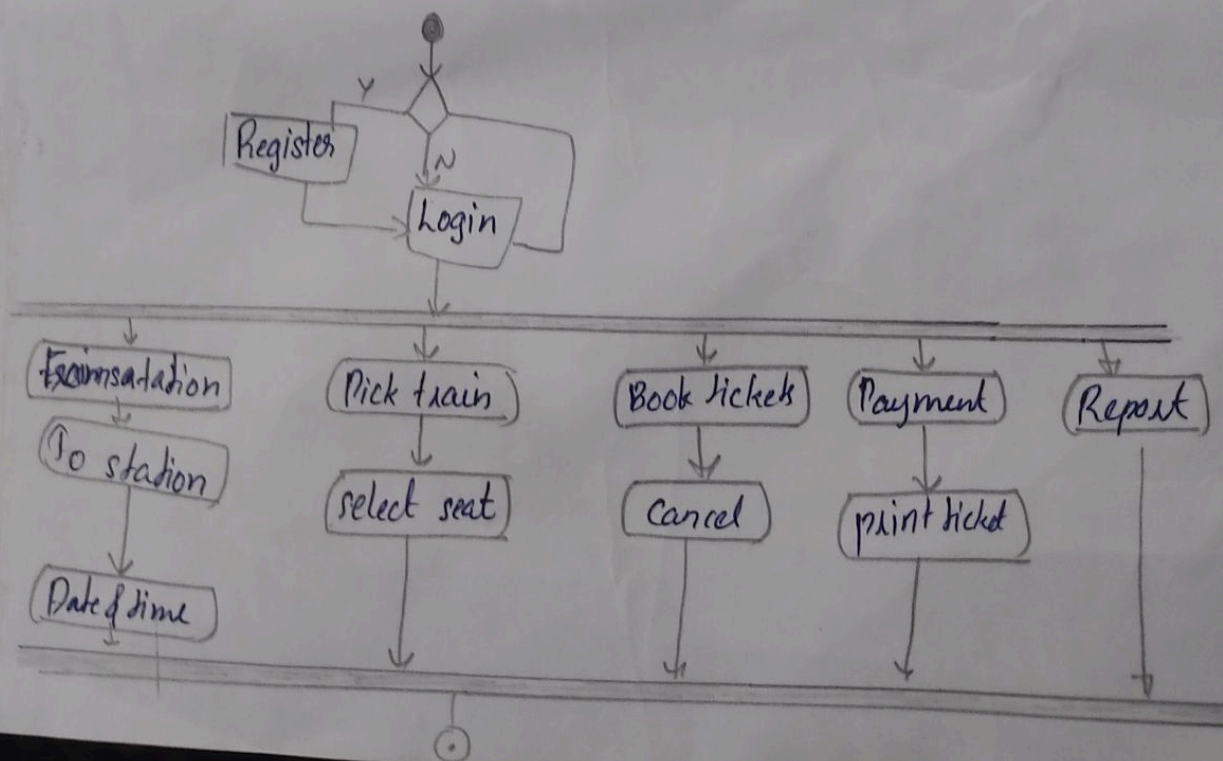 Y
Register
N
Login
Pick train
Book tickets
Payment
Report
To station
select seat
Cancel
print ticket
Date & time